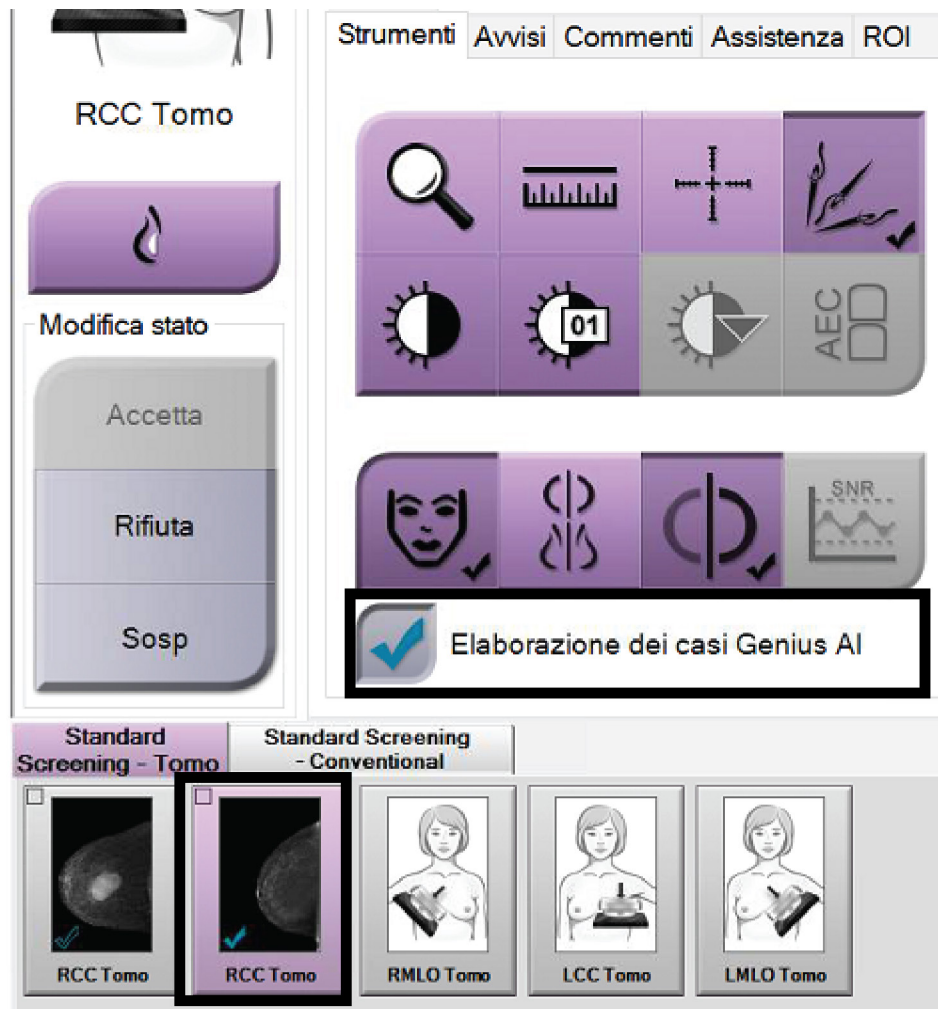 RCC Tomo
Modifica stato
Accetta
Rifiuta
Sosp
Strumenti Avvisi Commenti Assistenza ROI
01
AEC
SNR
Elaborazione dei casi Genius AI
Standard
Screening - Tomo
Standard Screening
- Conventional
RCC Tomo
RCC Tomo
RMLO Tomo
LCC Tomo
LMLO Tomo